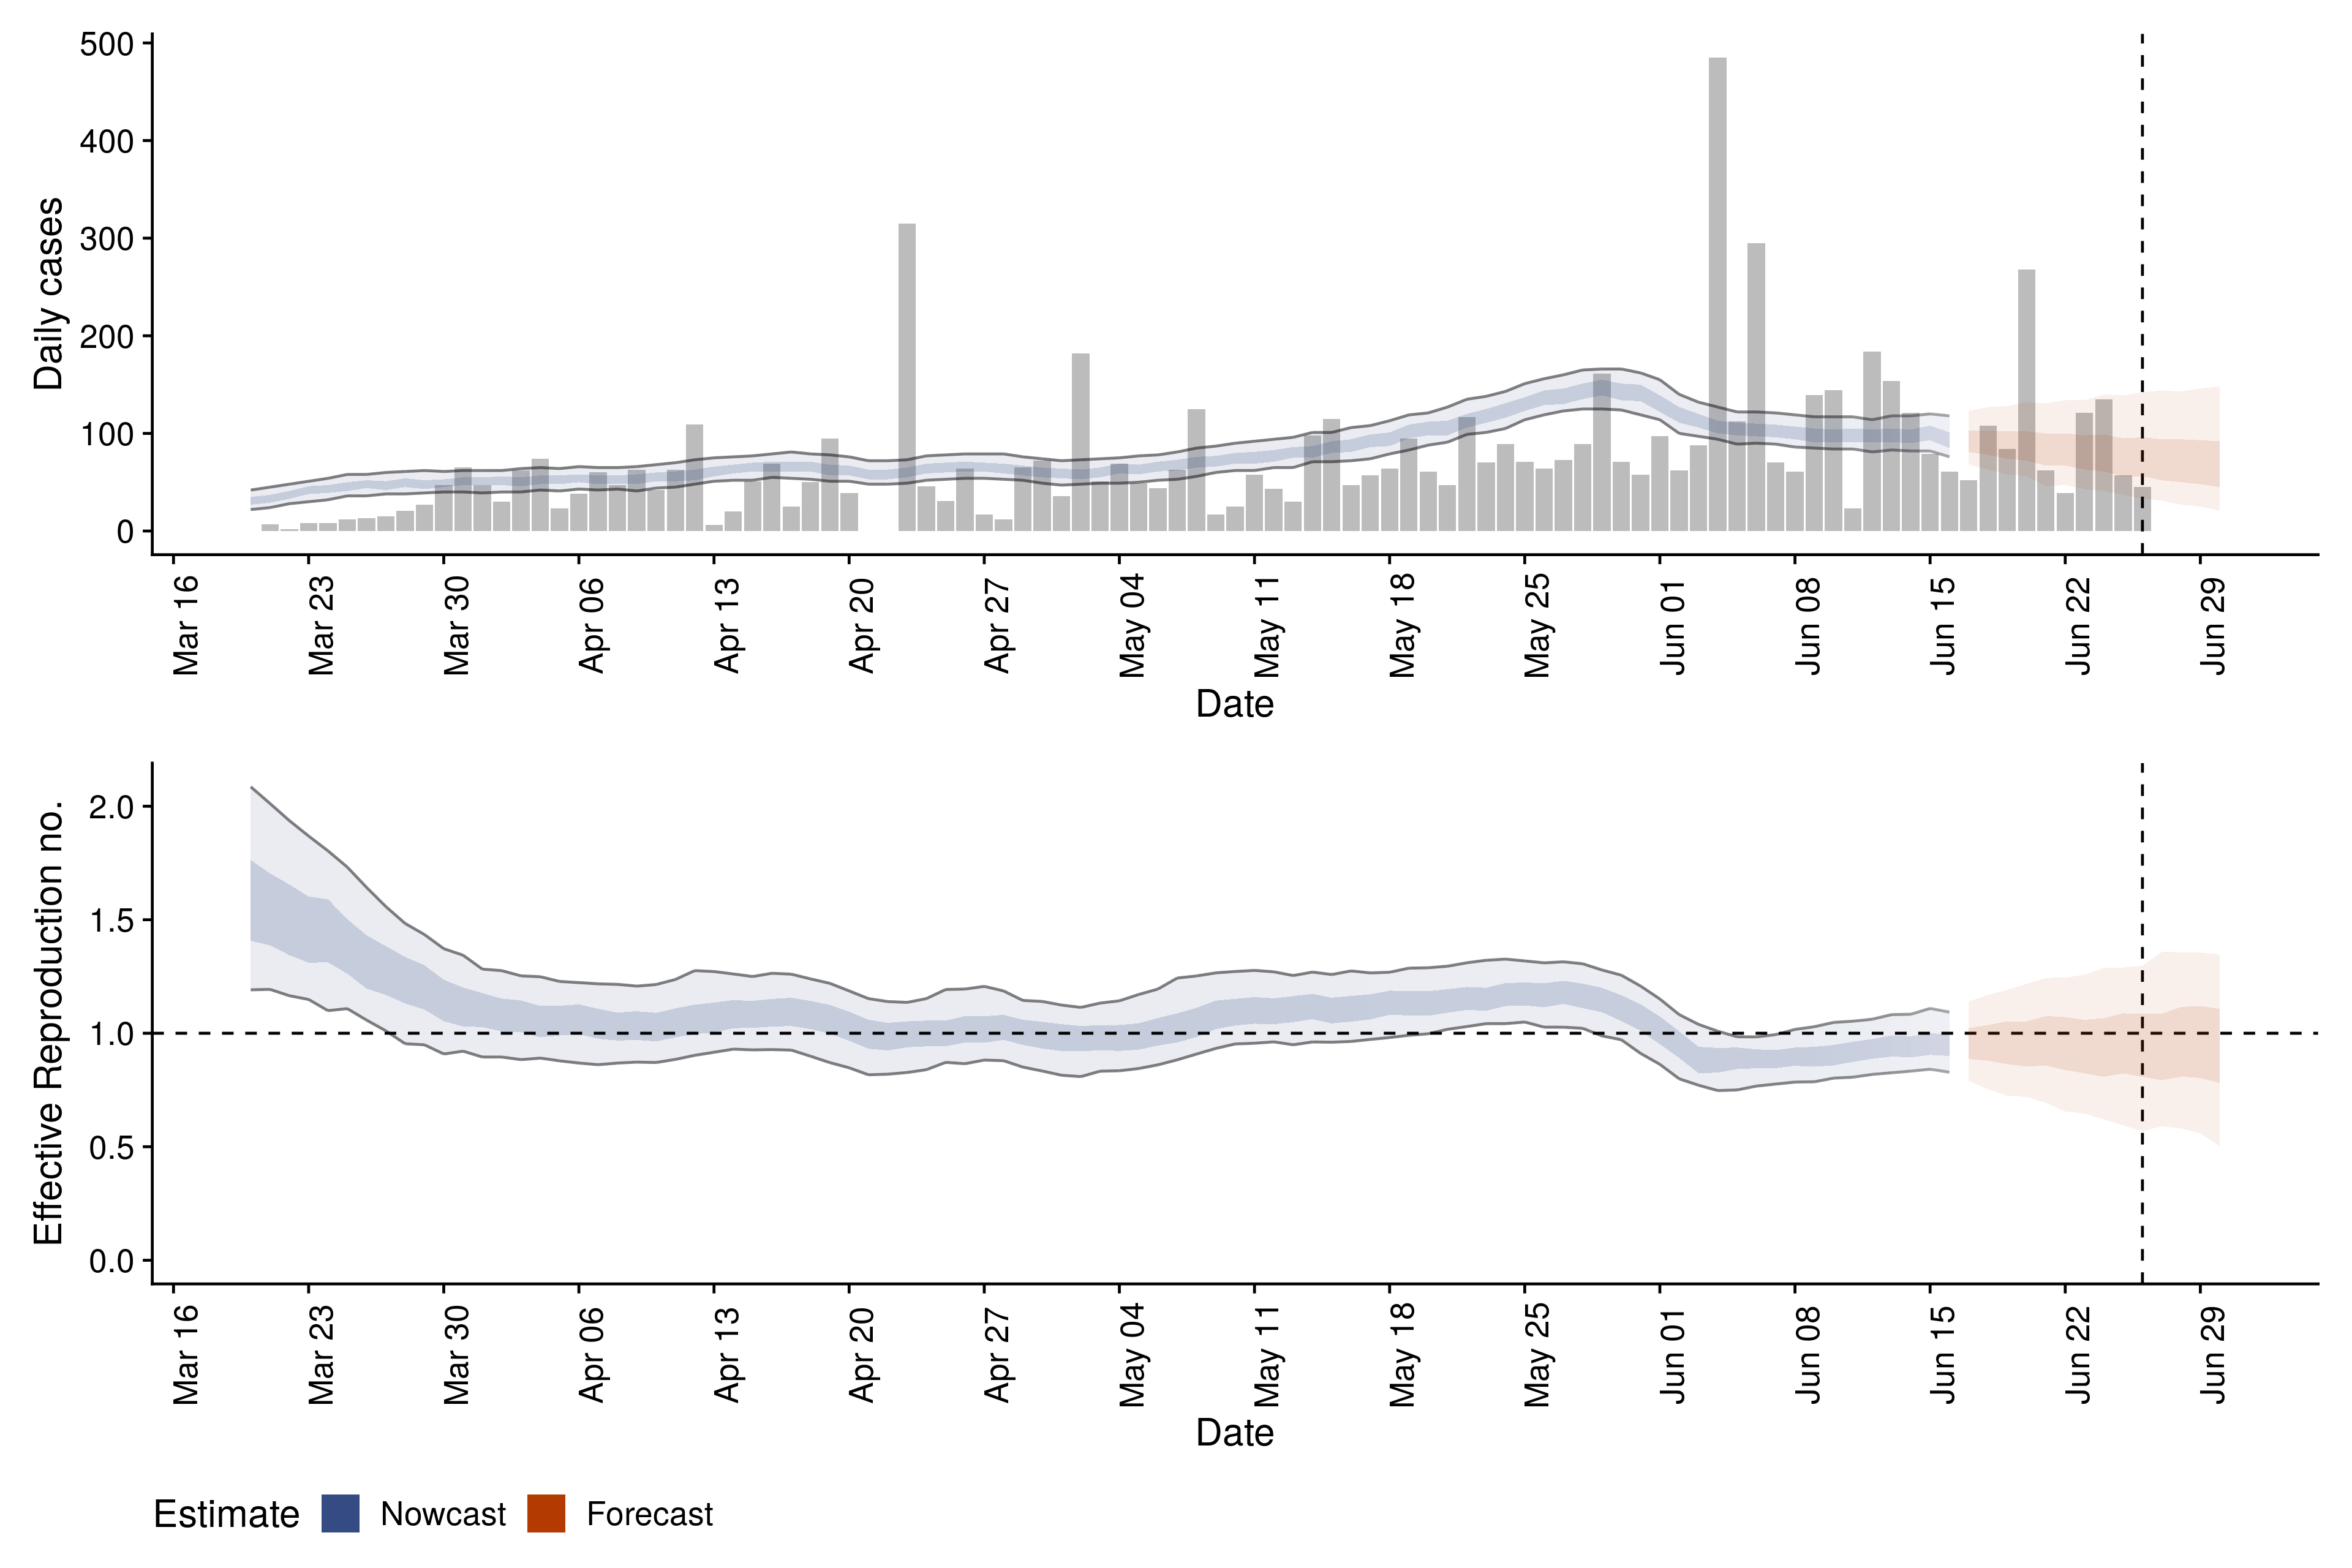 500
400
300
200
100
0
Daily cases
Mar 16 Mar 23 Mar 30 Apr 06 Apr 13 Apr 20 Apr 27 May 04 May 11 May 18 May 25 Jun 01 Jun 08 Jun 15 Jun 22 Jun 29
Date
2.0
1.5
1.0
0.5
0.0
Effective Reproduction no.
Mar 16 Mar 23 Mar 30 Apr 06 Apr 13 Apr 20 Apr 27 May 04 May 11 May 18 May 25 Jun 01 Jun 08 Jun 15 Jun 22 Jun 29
Date
Estimate Nowcast Forecast